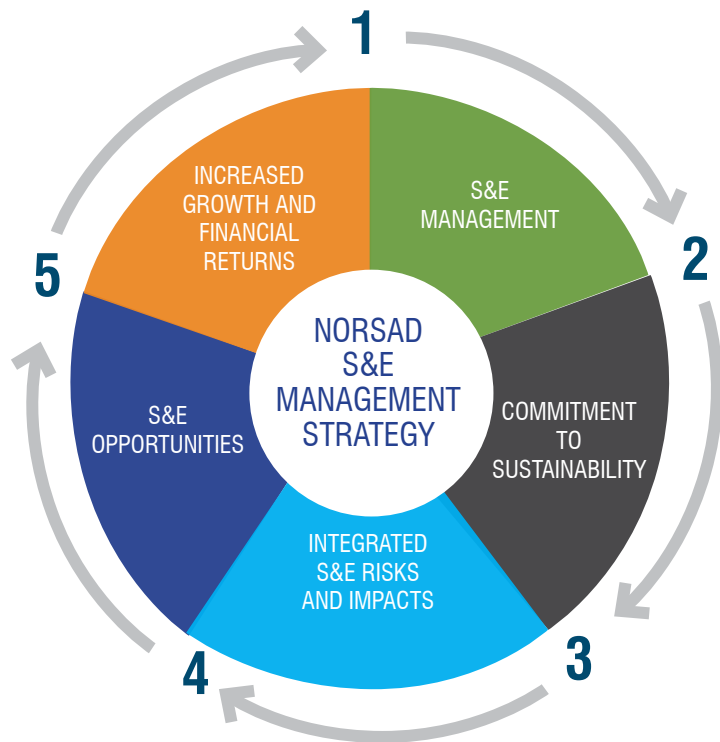 1
S&E
MANAGEMENT
2
COMMITMENT
TO
SUSTAINABILITY
3
INTEGRATED
S&E RISKS
AND IMPACTS
4
S&E
OPPORTUNITIES
5
INCREASED
GROWTH AND
FINANCIAL
RETURNS
NORSAD
S&E
MANAGEMENT
STRATEGY